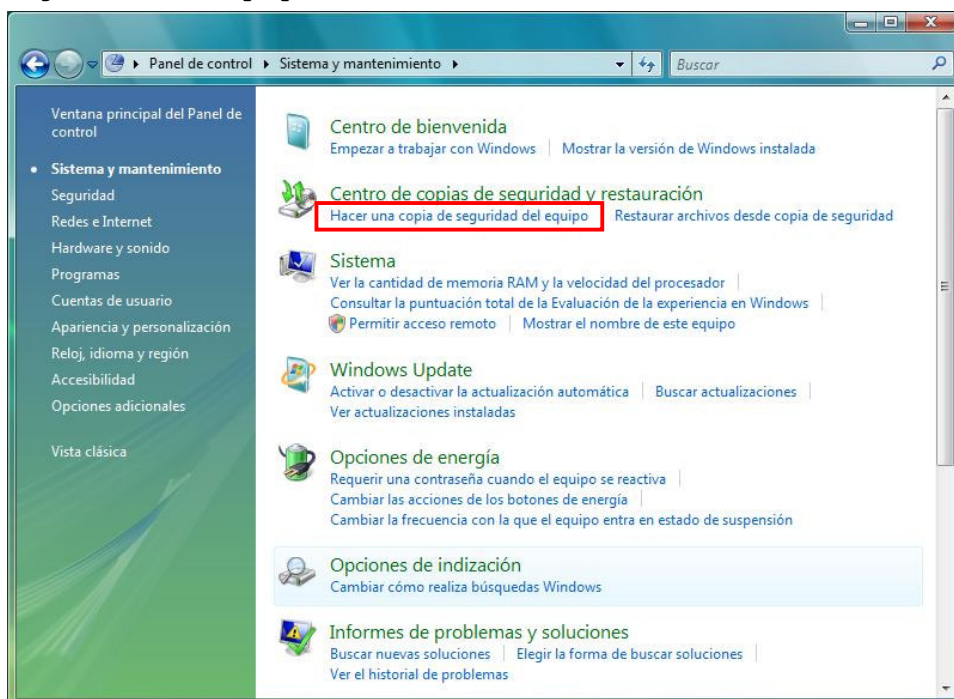 Panel de control ▸ Sistema y mantenimiento ▸
Buscar
Ventana principal del Panel de
control
Sistema y mantenimiento
Seguridad
Redes e Internet
Hardware y sonido
Programas
Cuentas de usuario
Apariencia y personalización
Reloj, idioma y región
Accesibilidad
Opciones adicionales
Vista clásica
Centro de bienvenida
Empezar a trabajar con Windows | Mostrar la versión de Windows instalada
Centro de copias de seguridad y restauración
Hacer una copia de seguridad del equipo Restaurar archivos desde copia de seguridad
Sistema
Ver la cantidad de memoria RAM y la velocidad del procesador |
Consultar la puntuación total de la Evaluación de la experiencia en Windows |
Permitir acceso remoto | Mostrar el nombre de este equipo
Windows Update
Activar o desactivar la actualización automática | Buscar actualizaciones |
Ver actualizaciones instaladas
Opciones de energía
Requerir una contraseña cuando el equipo se reactiva |
Cambiar las acciones de los botones de energía |
Cambiar la frecuencia con la que el equipo entra en estado de suspensión
Opciones de indización
Cambiar cómo realiza búsquedas Windows
Informes de problemas y soluciones
Buscar nuevas soluciones | Elegir la forma de buscar soluciones |
Ver el historial de problemas